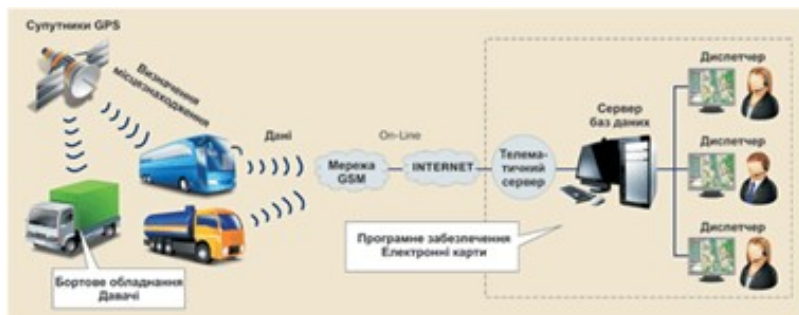 Супутники GPS
Визначення
місцезнаходження
Дані
On-Line
Мережа
GSM
INTERNET
Телема-
тичний
сервер
Сервер
баз даних
Диспетчер
Диспетчер
Диспетчер
Програмне забезпечення
Електронні карти
Бортове обладнання
Давачі